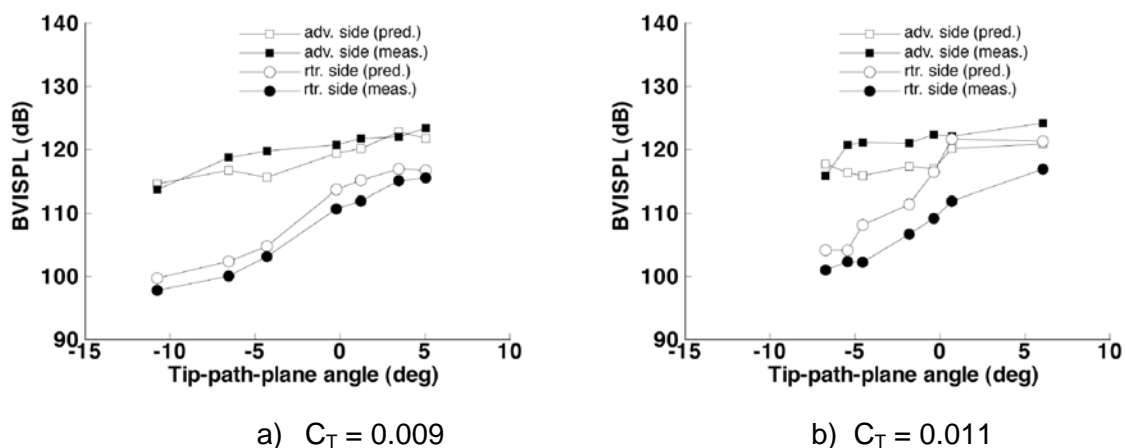 140
130
120
110
100
90
BVISPL (dB)
adv. side (pred.)
adv. side (meas.)
rtr. side (pred.)
rtr. side (meas.)
-15 -10 -5 0 5 10
Tip-path-plane angle (deg)
a) C_T = 0.009
140
130
120
110
100
90
BVISPL (dB)
adv. side (pred.)
adv. side (meas.)
rtr. side (pred.)
rtr. side (meas.)
-15 -10 -5 0 5 10
Tip-path-plane angle (deg)
b) C_T = 0.011